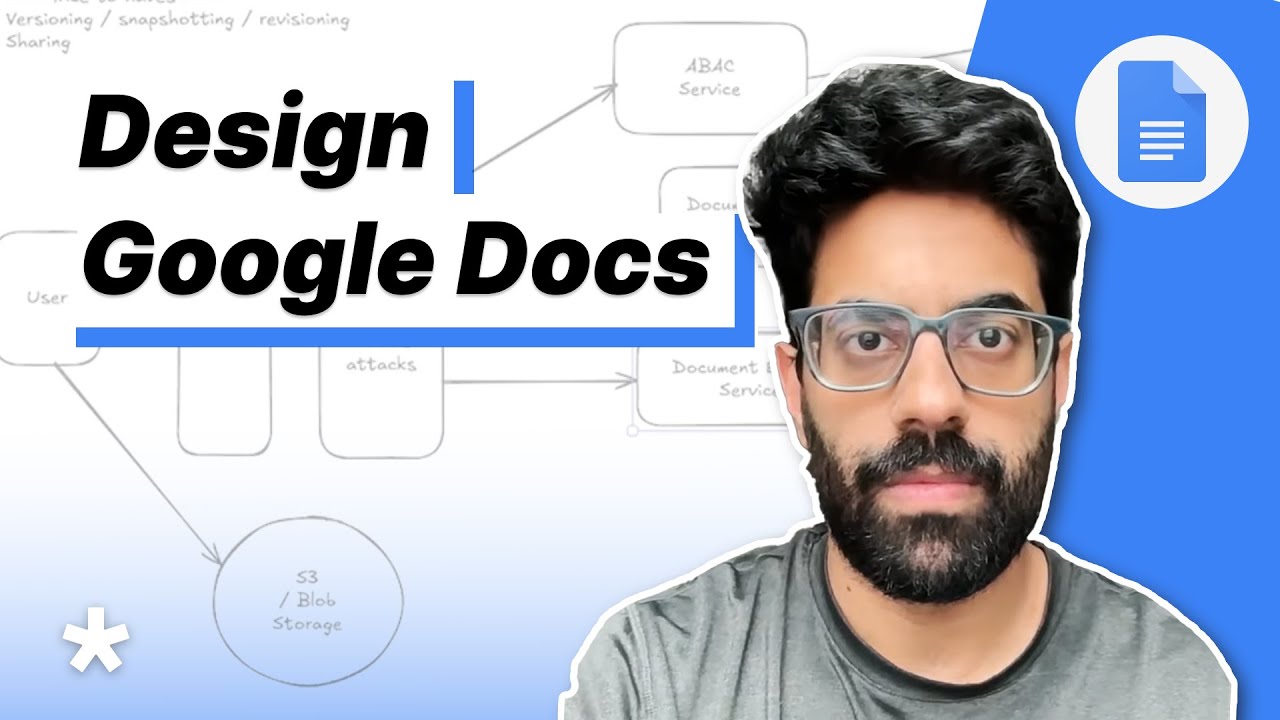 Versioning / snapshotting / revisioning
Sharing
ABAC
Service
Design
Google Docs
User
attacks
Document
Service
S3
/ Blob
Storage